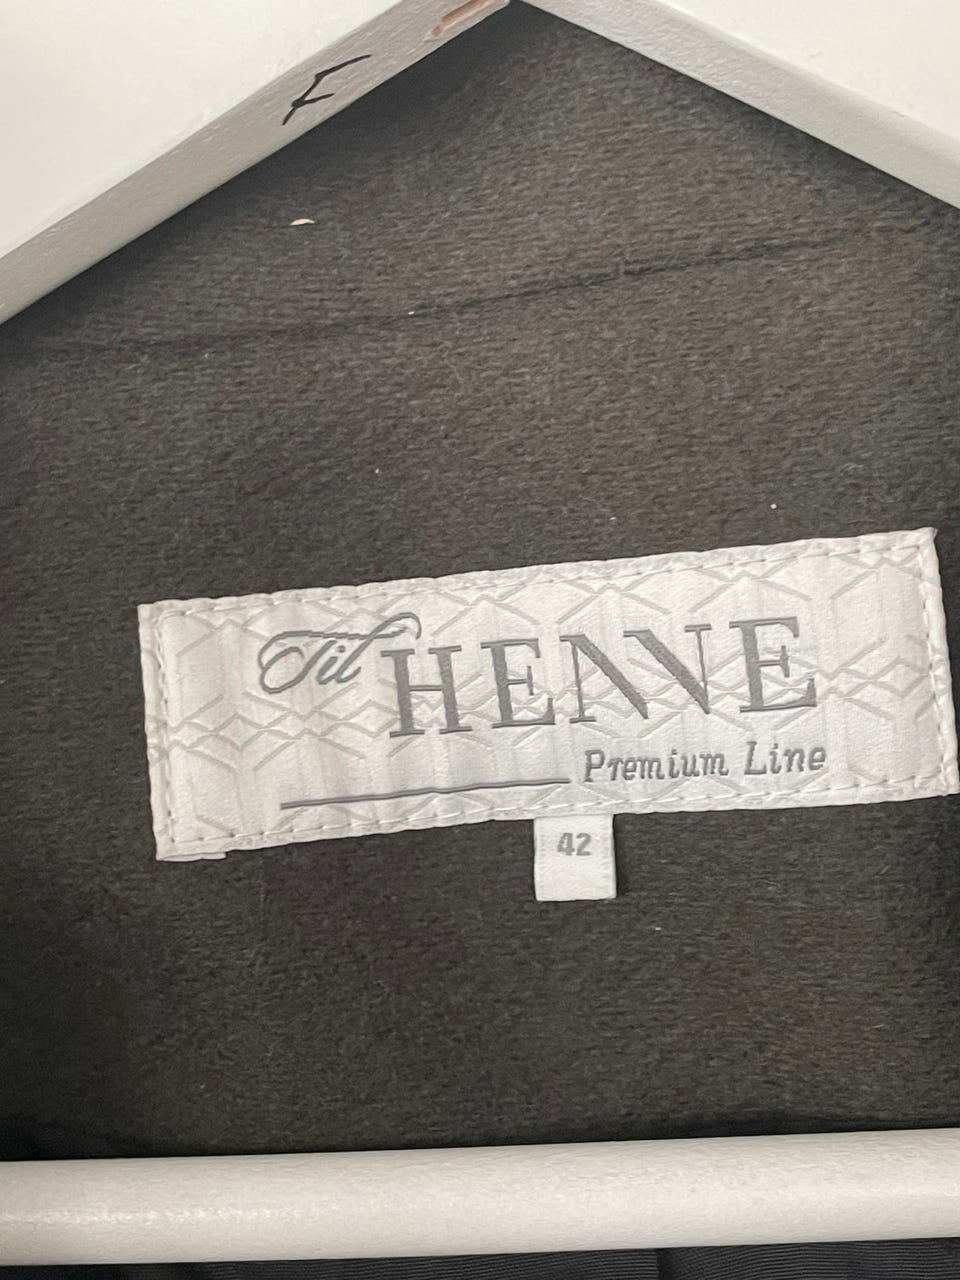 Til HENNE
Premium Line
42